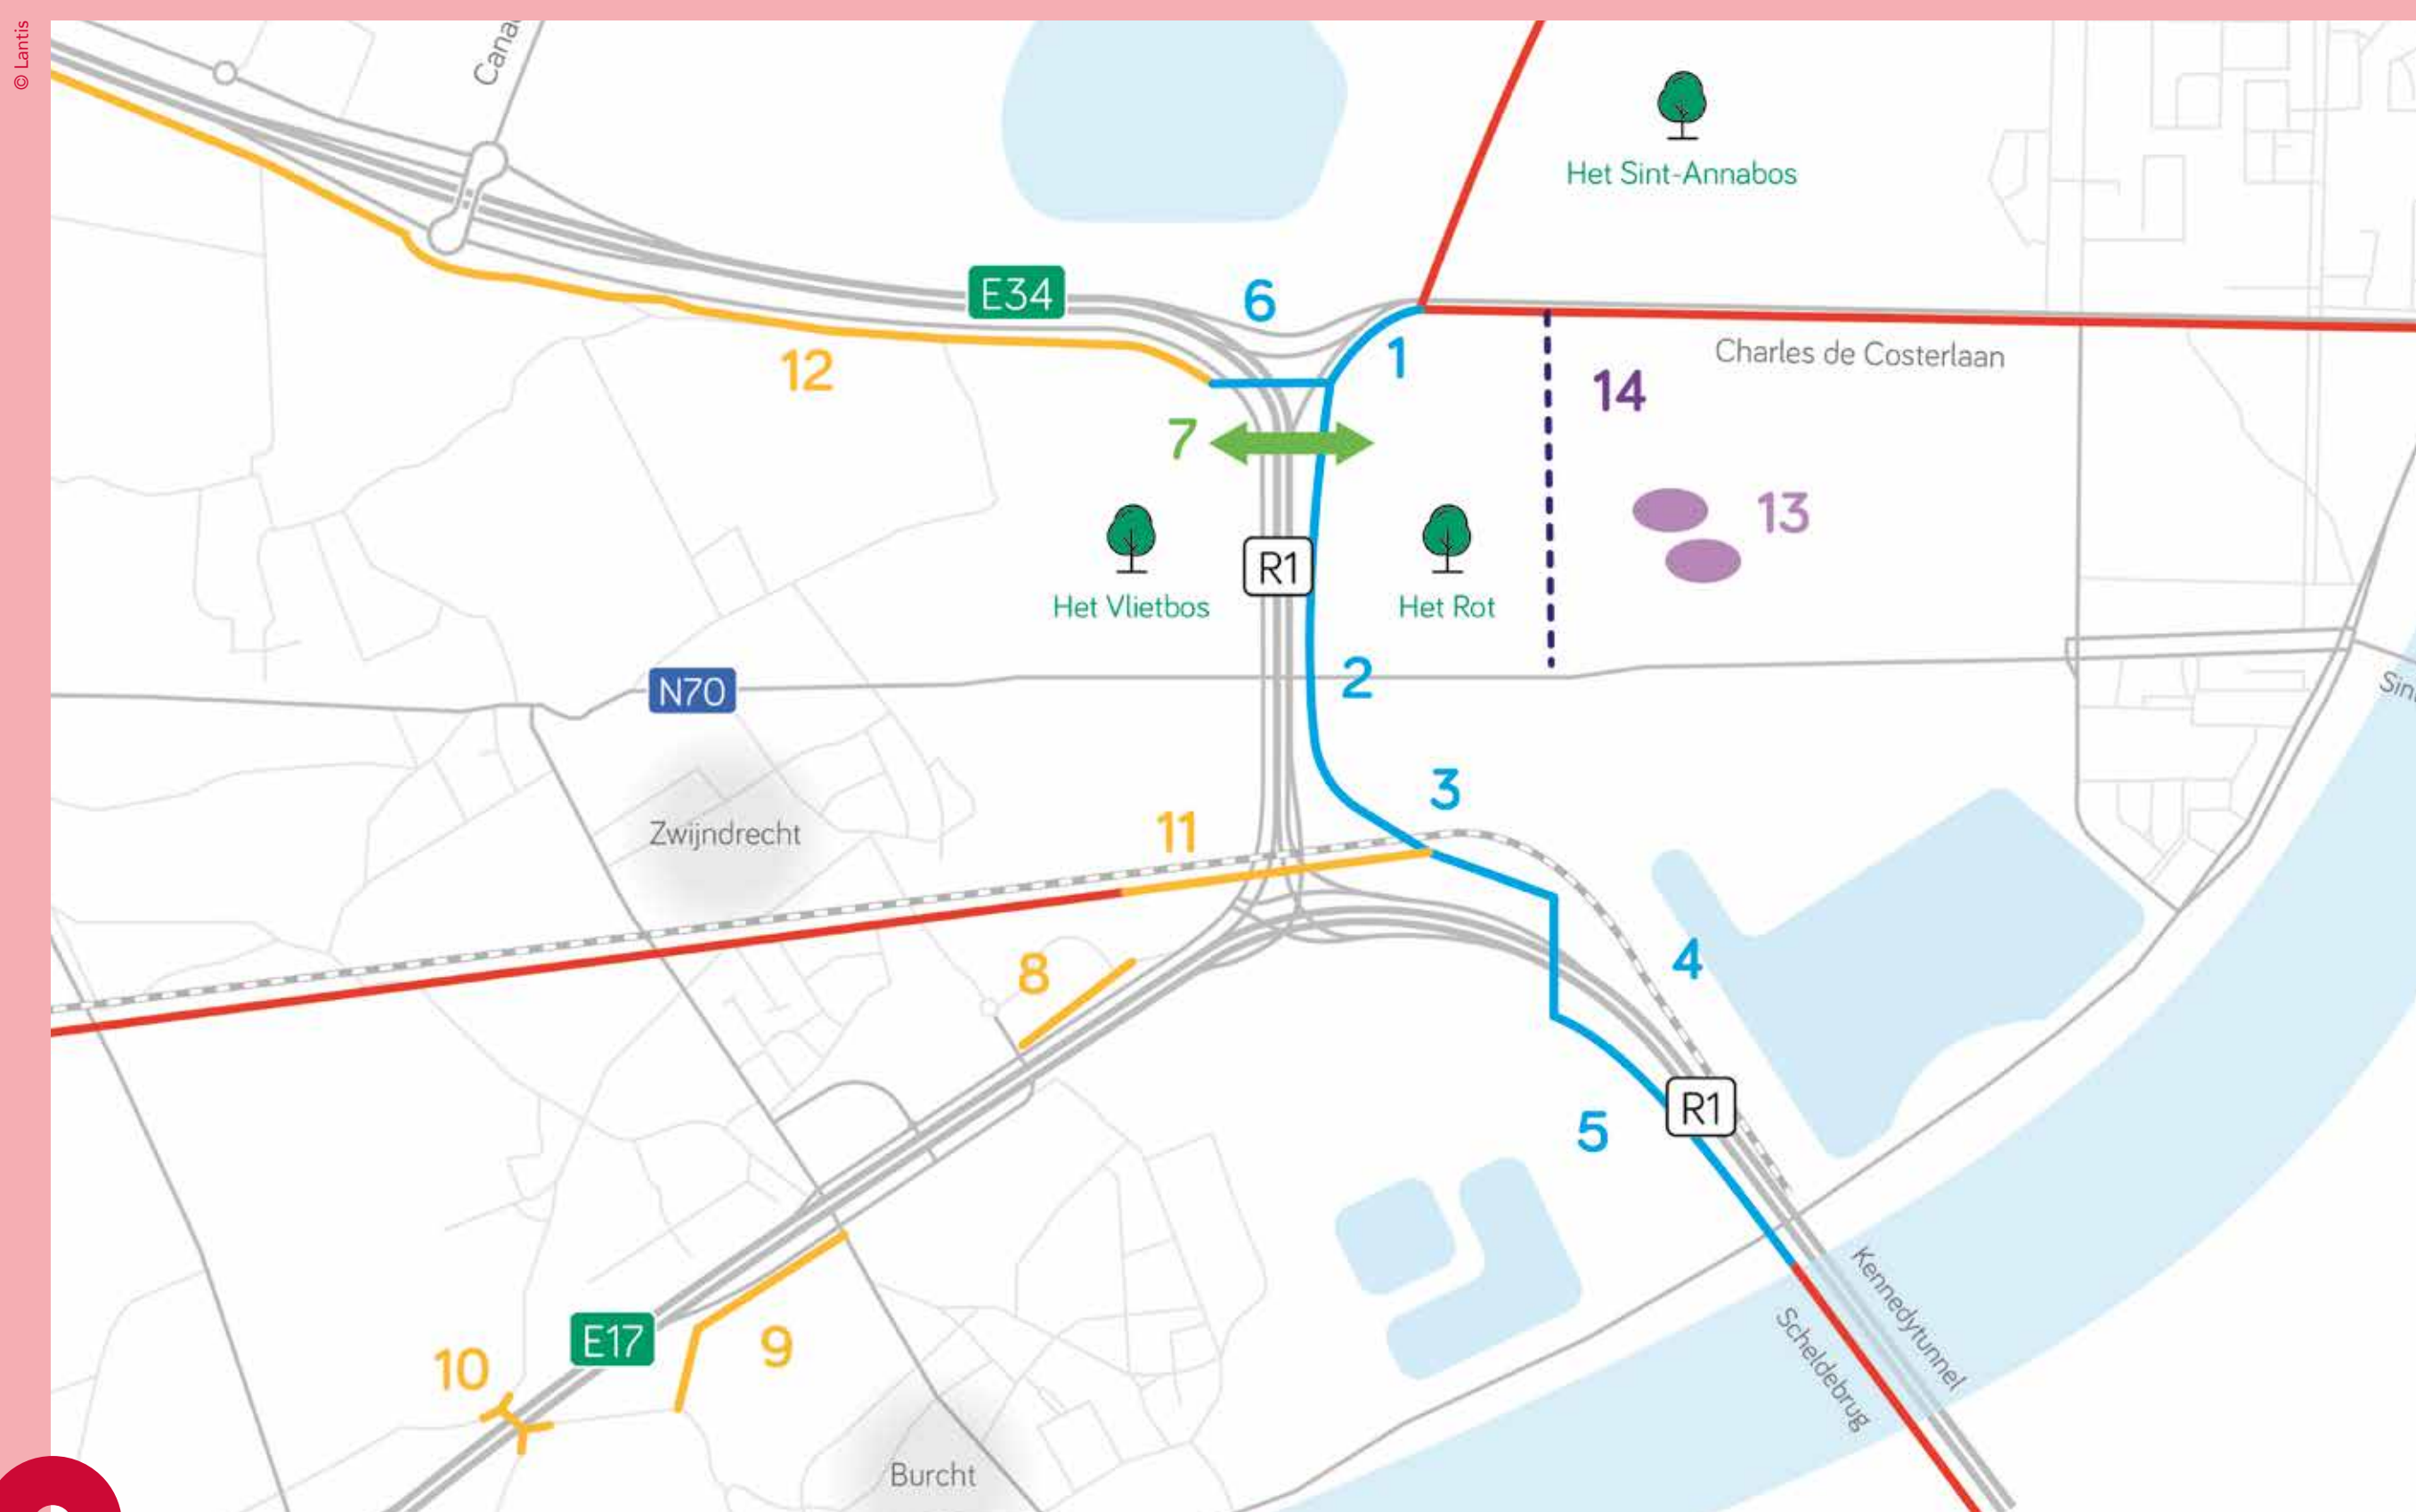 © Lantis
Het Sint-Annabos
E34
6
1
12
Charles de Costerlaan
14
7
13
R1
Het Vlietbos
Het Rot
2
N70
3
11
Zwijndrecht
4
8
R1
5
Kennedytunnel
Scheldebrug
E17
9
10
Burcht